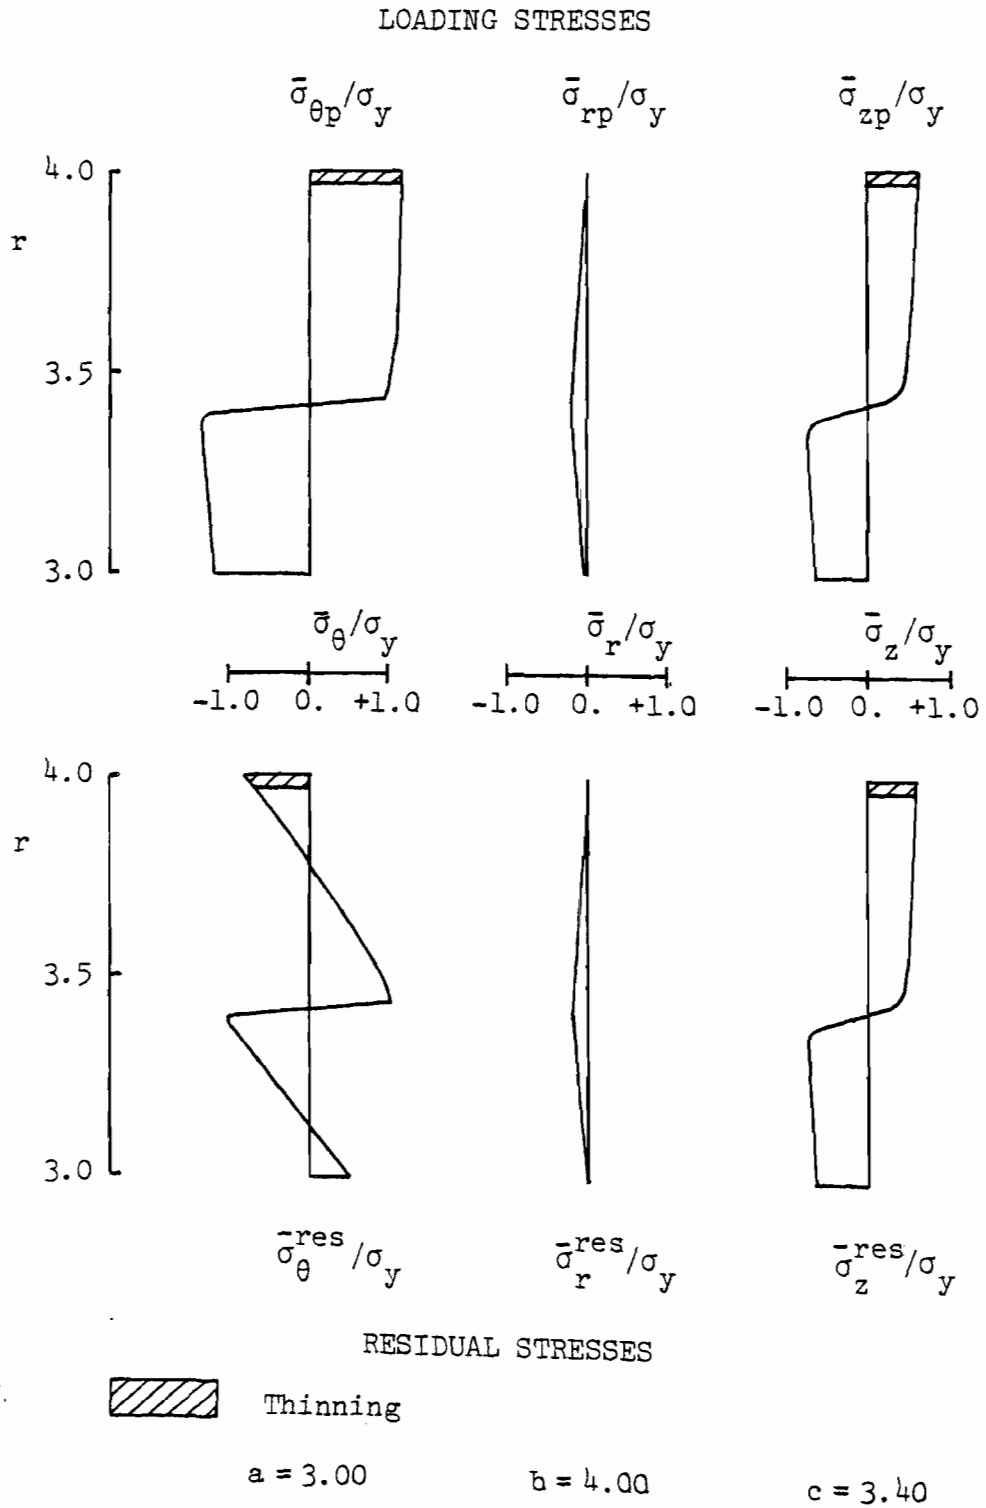 LOADING STRESSES
σ̄θp/σy σ̄rp/σy σ̄zp/σy
4.0
r
3.5
3.0
σ̄θ/σy σ̄r/σy σ̄z/σy
-1.0 0. +1.0 -1.0 0. +1.0 -1.0 0. +1.0
4.0
r
3.5
3.0
σ̄θres/σy σ̄rres/σy σ̄zres/σy
RESIDUAL STRESSES
Thinning
a = 3.00 b = 4.00 c = 3.40